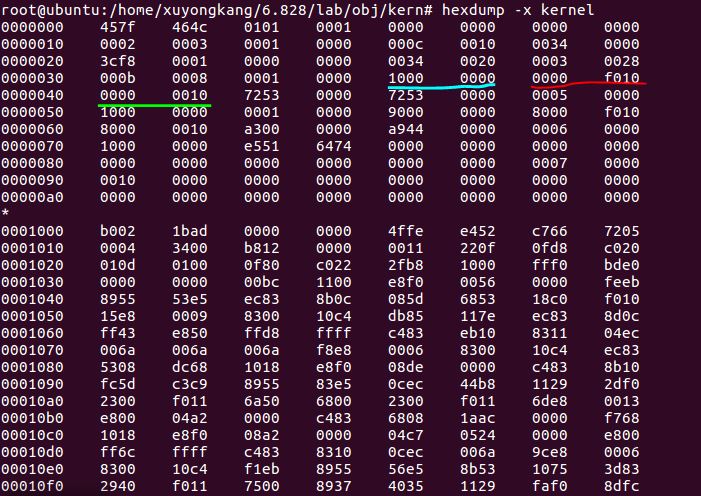 root@ubuntu:/home/xuyongkang/6.828/lab/obj/kern# hexdump -x kernel
0000000 457f 464c 0101 0001 0000 0000 0000 0000
0000010 0002 0003 0001 0000 000c 0010 0034 0000
0000020 3cf8 0001 0000 0000 0034 0020 0003 0028
0000030 000b 0008 0001 0000 1000 0000 0000 f010
0000040 0000 0010 7253 0000 7253 0000 0005 0000
0000050 1000 0000 0001 0000 9000 0000 8000 f010
0000060 8000 0010 a300 0000 a944 0000 0006 0000
0000070 1000 0000 e551 6474 0000 0000 0000 0000
0000080 0000 0000 0000 0000 0000 0000 0007 0000
0000090 0010 0000 0000 0000 0000 0000 0000 0000
00000a0 0000 0000 0000 0000 0000 0000 0000 0000
*
0001000 b002 1bad 0000 0000 4ffe e452 c766 7205
0001010 0004 3400 b812 0000 0011 220f 0fd8 c020
0001020 010d 0100 0f80 c022 2fb8 1000 fff0 bde0
0001030 0000 0000 00bc 1100 e8f0 0056 0000 feeb
0001040 8955 53e5 ec83 8b0c 085d 6853 18c0 f010
0001050 15e8 0009 8300 10c4 db85 117e ec83 8d0c
0001060 ff43 e850 ffd8 ffff c483 eb10 8311 04ec
0001070 006a 006a 006a f8e8 0006 8300 10c4 ec83
0001080 5308 dc68 1018 e8f0 08de 0000 c483 8b10
0001090 fc5d c3c9 8955 83e5 0cec 44b8 1129 2df0
00010a0 2300 f011 6a50 6800 2300 f011 6de8 0013
00010b0 e800 04a2 0000 c483 6808 1aac 0000 f768
00010c0 1018 e8f0 08a2 0000 04c7 0524 0000 e800
00010d0 ff6c ffff c483 8310 0cec 006a 9ce8 0006
00010e0 8300 10c4 f1eb 8955 56e5 8b53 1075 3d83
00010f0 2940 f011 7500 8937 4035 1129 faf0 8dfc